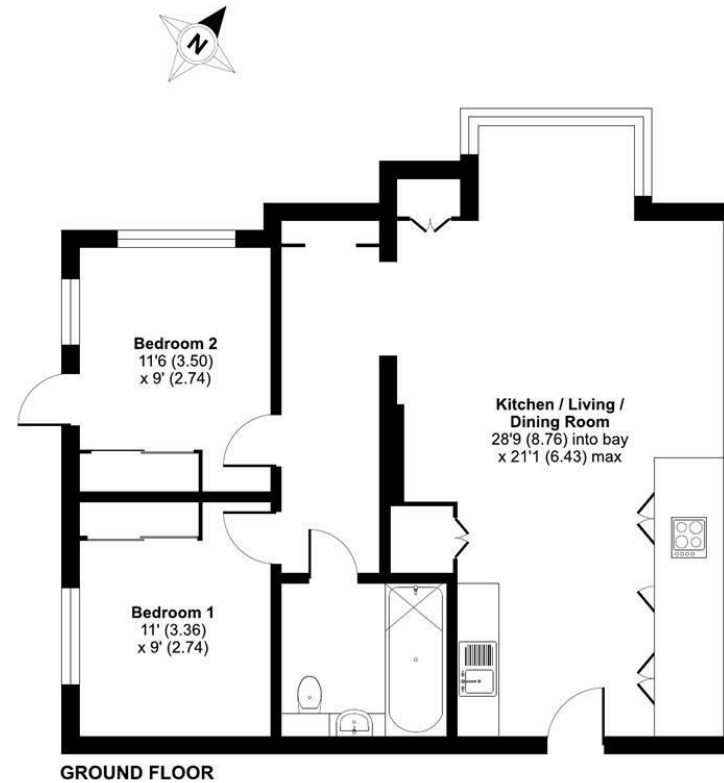 N
Bedroom 2
11'6 (3.50)
x 9' (2.74)
Kitchen / Living /
Dining Room
28'9 (8.76) into bay
x 21'1 (6.43) max
Bedroom 1
11' (3.36)
x 9' (2.74)
GROUND FLOOR